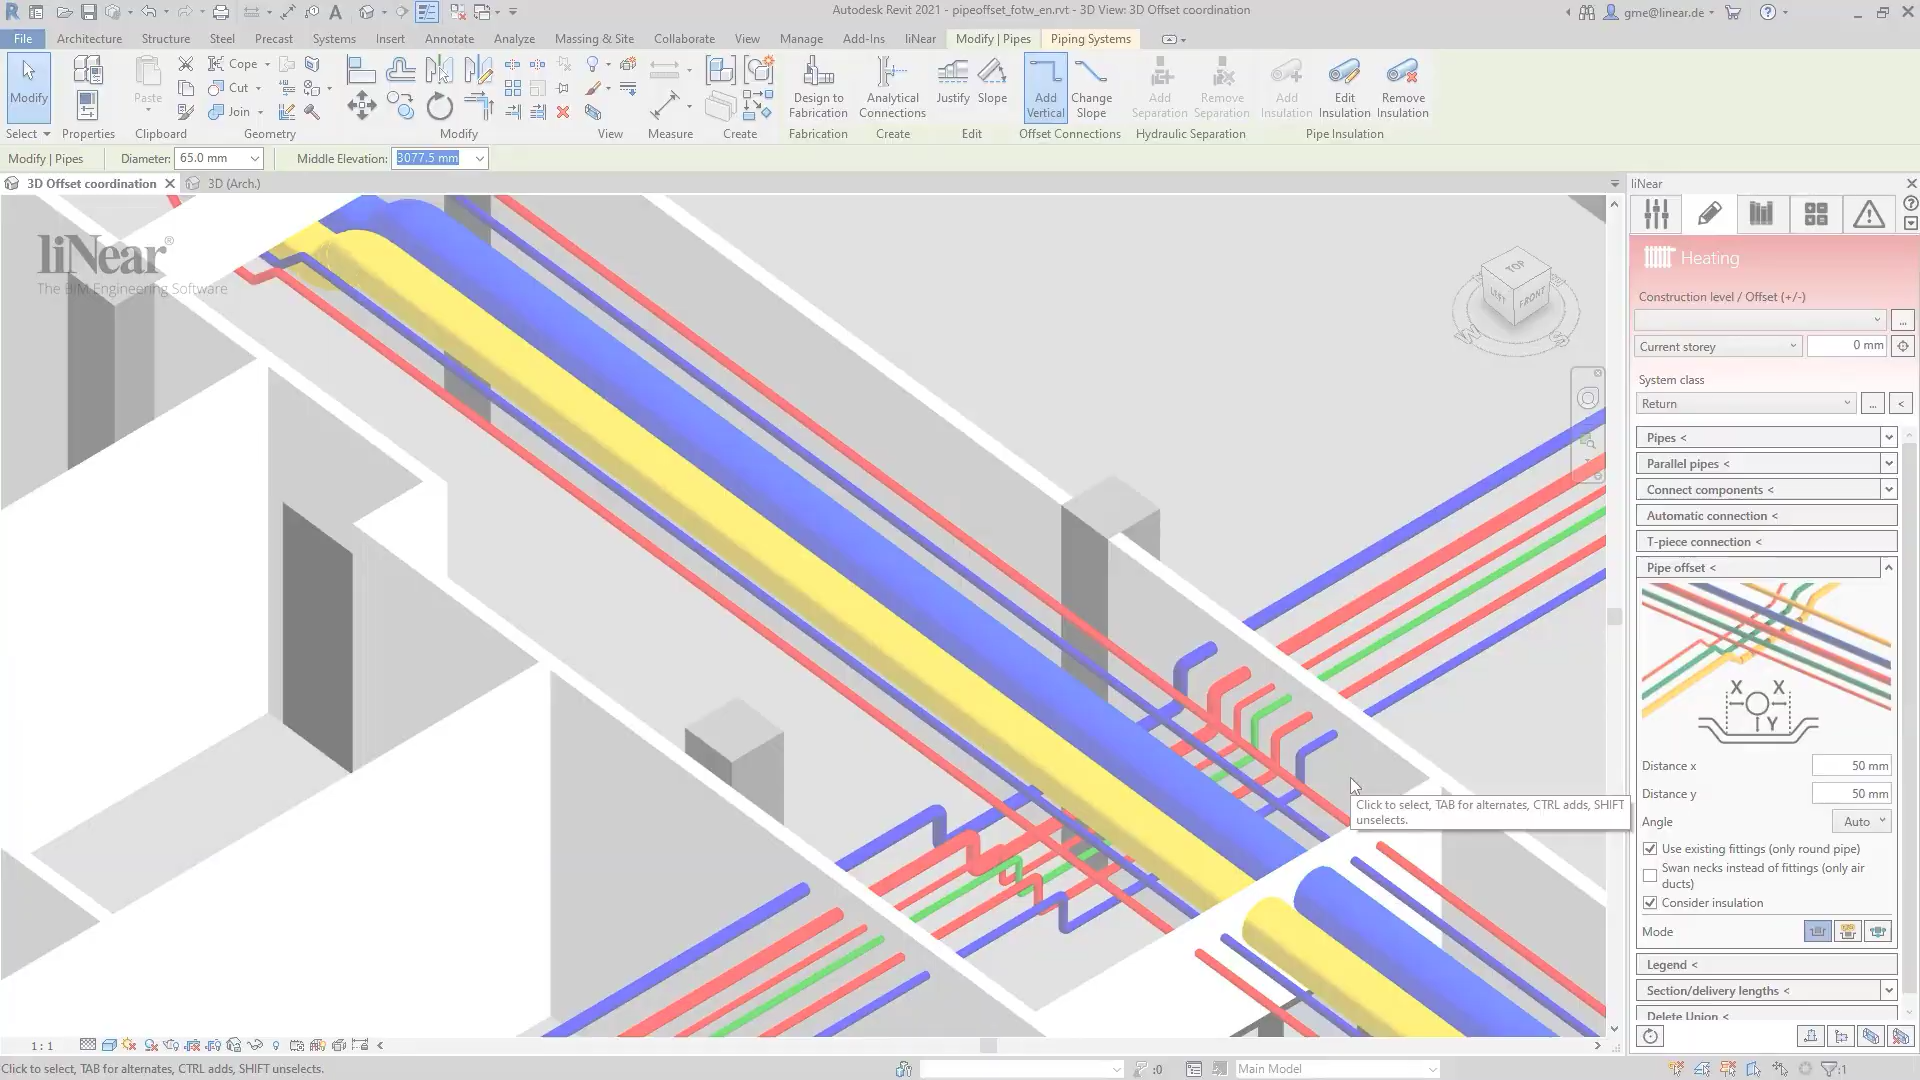 Autodesk Revit 2021 - pipeoffset_fotw_en.rvt - 3D View: 3D Offset coordination
gme@linear.de
File
Architecture
Structure
Steel
Precast
Systems
Insert
Annotate
Analyze
Massing & Site
Collaborate
View
Manage
Add-Ins
liNear
Modify | Pipes
Piping Systems
Modify
Paste
Cope
Cut
Join
Design to
Fabrication
Analytical
Connections
Justify
Slope
Add
Vertical
Change
Slope
Add
Separation
Remove
Separation
Add
Insulation
Edit
Insulation
Remove
Insulation
Select
Properties
Clipboard
Geometry
Modify
View
Measure
Create
Fabrication
Create
Edit
Offset Connections
Hydraulic Separation
Pipe Insulation
Modify | Pipes
Diameter:
65.0 mm
Middle Elevation:
3077.5 mm
3D Offset coordination
3D (Arch.)
liNear
liNear®
The BIM Engineering Software
TOP
LEFT
FRONT
Heating
Construction level / Offset (+/-)
...
Current storey
0 mm
System class
Return
...
<
Pipes <
Parallel pipes <
Connect components <
Automatic connection <
T-piece connection <
Pipe offset <
X X
Y
Distance x
50 mm
Distance y
50 mm
Angle
Auto
Use existing fittings (only round pipe)
Swan necks instead of fittings (only air
ducts)
Consider insulation
Mode
Legend <
Section/delivery lengths <
Delete Union <
Click to select, TAB for alternates, CTRL adds, SHIFT
unselects.
1 : 1
Click to select, TAB for alternates, CTRL adds, SHIFT unselects.
:0
Main Model
:1